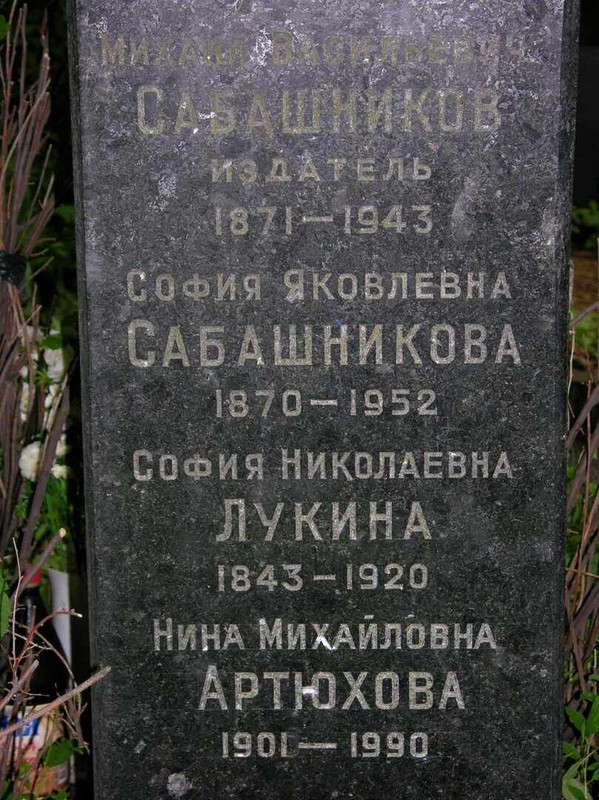 Михаил Васильевич
Сабашников
издатель
1871–1943
София Яковлевна
Сабашникова
1870–1952
София Николаевна
Лукина
1843–1920
Нина Михайловна
Артюхова
1901–1990